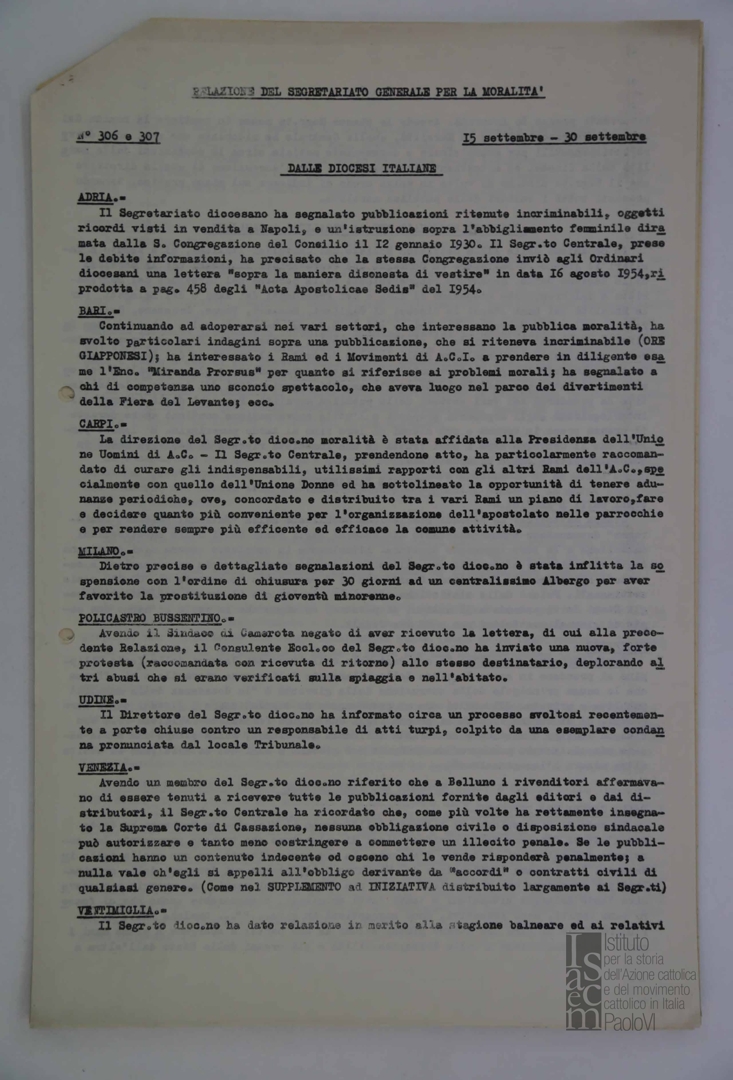 RELAZIONE DEL SEGRETARIATO GENERALE PER LA MORALITA'
N° 306 e 307
15 settembre - 30 settembre
DALLE DIOCESI ITALIANE
ADRIA.=
Il Segretariato diocesano ha segnalato pubblicazioni ritenute incriminabili, oggetti
ricordi visti in vendita a Napoli, e un'istruzione sopra l'abbigliamento femminile dira
mata dalla S. Congregazione del Concilio il 12 gennaio 1930. Il Segr.to Centrale, prese
le debite informazioni, ha precisato che la stessa Congregazione inviò agli Ordinari
diocesani una lettera "sopra la maniera disonesta di vestire" in data 16 agosto 1954,ri
prodotta a pag. 458 degli "Acta Apostolicae Sedis" del 1954.
BARI.=
Continuando ad adoperarsi nei vari settori, che interessano la pubblica moralità, ha
svolto particolari indagini sopra una pubblicazione, che si riteneva incriminabile (ORE
GIAPPONESI); ha interessato i Rami ed i Movimenti di A.C.I. a prendere in diligente esa
me l'Enc. "Miranda Prorsus" per quanto si riferisce ai problemi morali; ha segnalato a
chi di competenza uno sconcio spettacolo, che aveva luogo nel parco dei divertimenti
della Fiera del Levante; ecc.
CARPI.=
La direzione del Segr.to dioc.no moralità è stata affidata alla Presidenza dell'Unio
ne Uomini di A.C. - Il Segr.to Centrale, prendendone atto, ha particolarmente raccoman-
dato di curare gli indispensabili, utilissimi rapporti con gli altri Rami dell'A.C.,spe
cialmente con quello dell'Unione Donne ed ha sottolineato la opportunità di tenere adu-
nanze periodiche, ove, concordato e distribuito tra i vari Rami un piano di lavoro,fare
e decidere quanto più conveniente per l'organizzazione dell'apostolato nelle parrocchie
e per rendere sempre più efficente ed efficace la comune attività.
MILANO.=
Dietro precise e dettagliate segnalazioni del Segr.to dioc.no è stata inflitta la so
spensione con l'ordine di chiusura per 30 giorni ad un centralissimo Albergo per aver
favorito la prostituzione di gioventù minorenne.
POLICASTRO BUSSENTINO.=
Avendo il Sindaco di Camerota negato di aver ricevuto la lettera, di cui alla prece-
dente Relazione, il Consulente Eccl.co del Segr.to dioc.no ha inviato una nuova, forte
protesta (raccomandata con ricevuta di ritorno) allo stesso destinatario, deplorando al
tri abusi che si erano verificati sulla spiaggia e nell'abitato.
UDINE.=
Il Direttore del Segr.to dioc.no ha informato circa un processo svoltosi recentemen-
te a porte chiuse contro un responsabile di atti turpi, colpito da una esemplare condan
na pronunciata dal locale Tribunale.
VENEZIA.=
Avendo un membro del Segr.to dioc.no riferito che a Belluno i rivenditori affermava-
no di essere tenuti a ricevere tutte le pubblicazioni fornite dagli editori e dai di-
stributori, il Segr.to Centrale ha ricordato che, come più volte ha rettamente insegna-
to la Suprema Corte di Cassazione, nessuna obbligazione civile o disposizione sindacale
può autorizzare e tanto meno costringere a commettere un illecito penale. Se le pubbli-
cazioni hanno un contenuto indecente od osceno chi le vende risponderà penalmente; a
nulla vale ch'egli si appelli all'obbligo derivante da "accordi" o contratti civili di
qualsiasi genere. (Come nel SUPPLEMENTO ad INIZIATIVA distribuito largamente ai Segr.ti)
VENTIMIGLIA.=
Il Segr.to dioc.no ha dato relazione in merito alla stagione balneare ed ai relativi
Isacem
Istituto
per la storia
dell'Azione cattolica
e del movimento
cattolico in Italia
PaoloVI